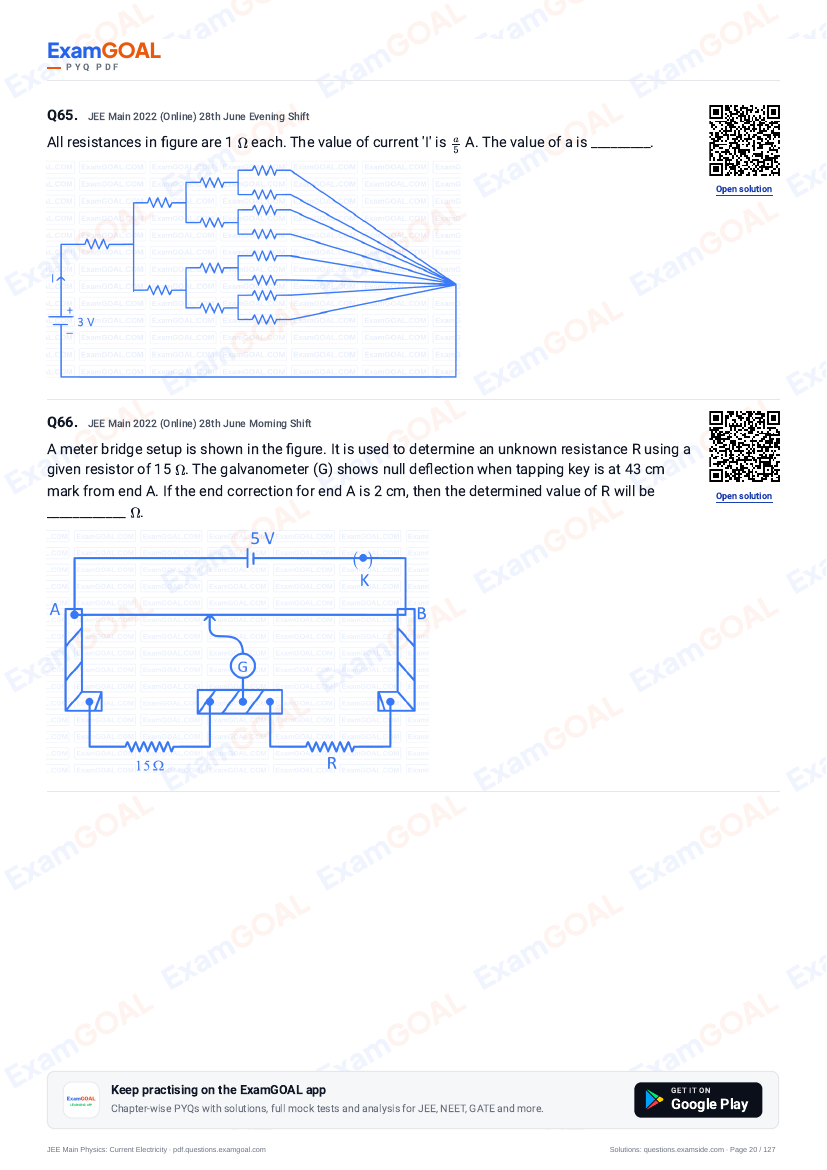 ExamGOAL
PYQ PDF
Q65. JEE Main 2022 (Online) 28th June Evening Shift
All resistances in figure are 1 Ω each. The value of current 'I' is a/5 A. The value of a is _________.
Open solution
I
+
3 V
−
Q66. JEE Main 2022 (Online) 28th June Morning Shift
A meter bridge setup is shown in the figure. It is used to determine an unknown resistance R using a
given resistor of 15 Ω. The galvanometer (G) shows null deflection when tapping key is at 43 cm
mark from end A. If the end correction for end A is 2 cm, then the determined value of R will be
____________ Ω.
Open solution
5 V
( )
K
A
B
G
15Ω
R
Keep practising on the ExamGOAL app
Chapter-wise PYQs with solutions, full mock tests and analysis for JEE, NEET, GATE and more.
ExamGOAL
GET IT ON
Google Play
JEE Main Physics: Current Electricity · pdf.questions.examgoal.com
Solutions: questions.examside.com · Page 20 / 127